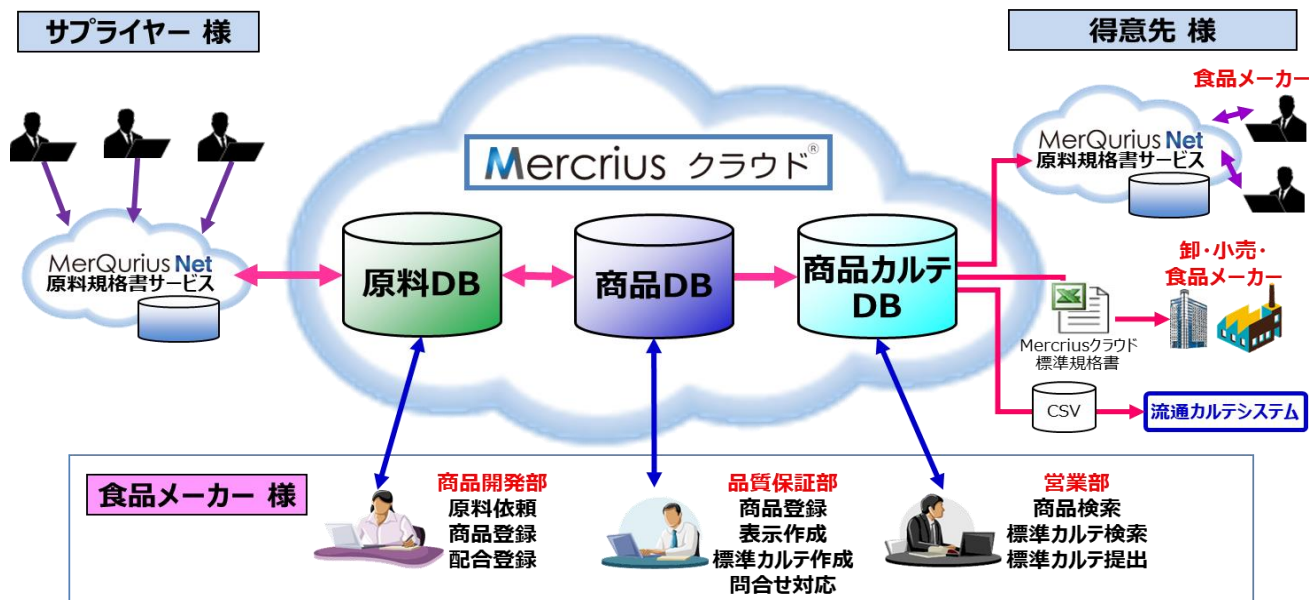 サプライヤー 様
得意先 様
食品メーカー
MerQurius Net
原料規格書サービス
Mercrius クラウド®
MerQurius Net
原料規格書サービス
原料DB
商品DB
商品カルテ
DB
卸・小売・
食品メーカー
Mercriusクラウド
標準規格書
CSV
流通カルテシステム
食品メーカー 様
商品開発部
原料依頼
商品登録
配合登録
品質保証部
商品登録
表示作成
標準カルテ作成
問合せ対応
営業部
商品検索
標準カルテ検索
標準カルテ提出